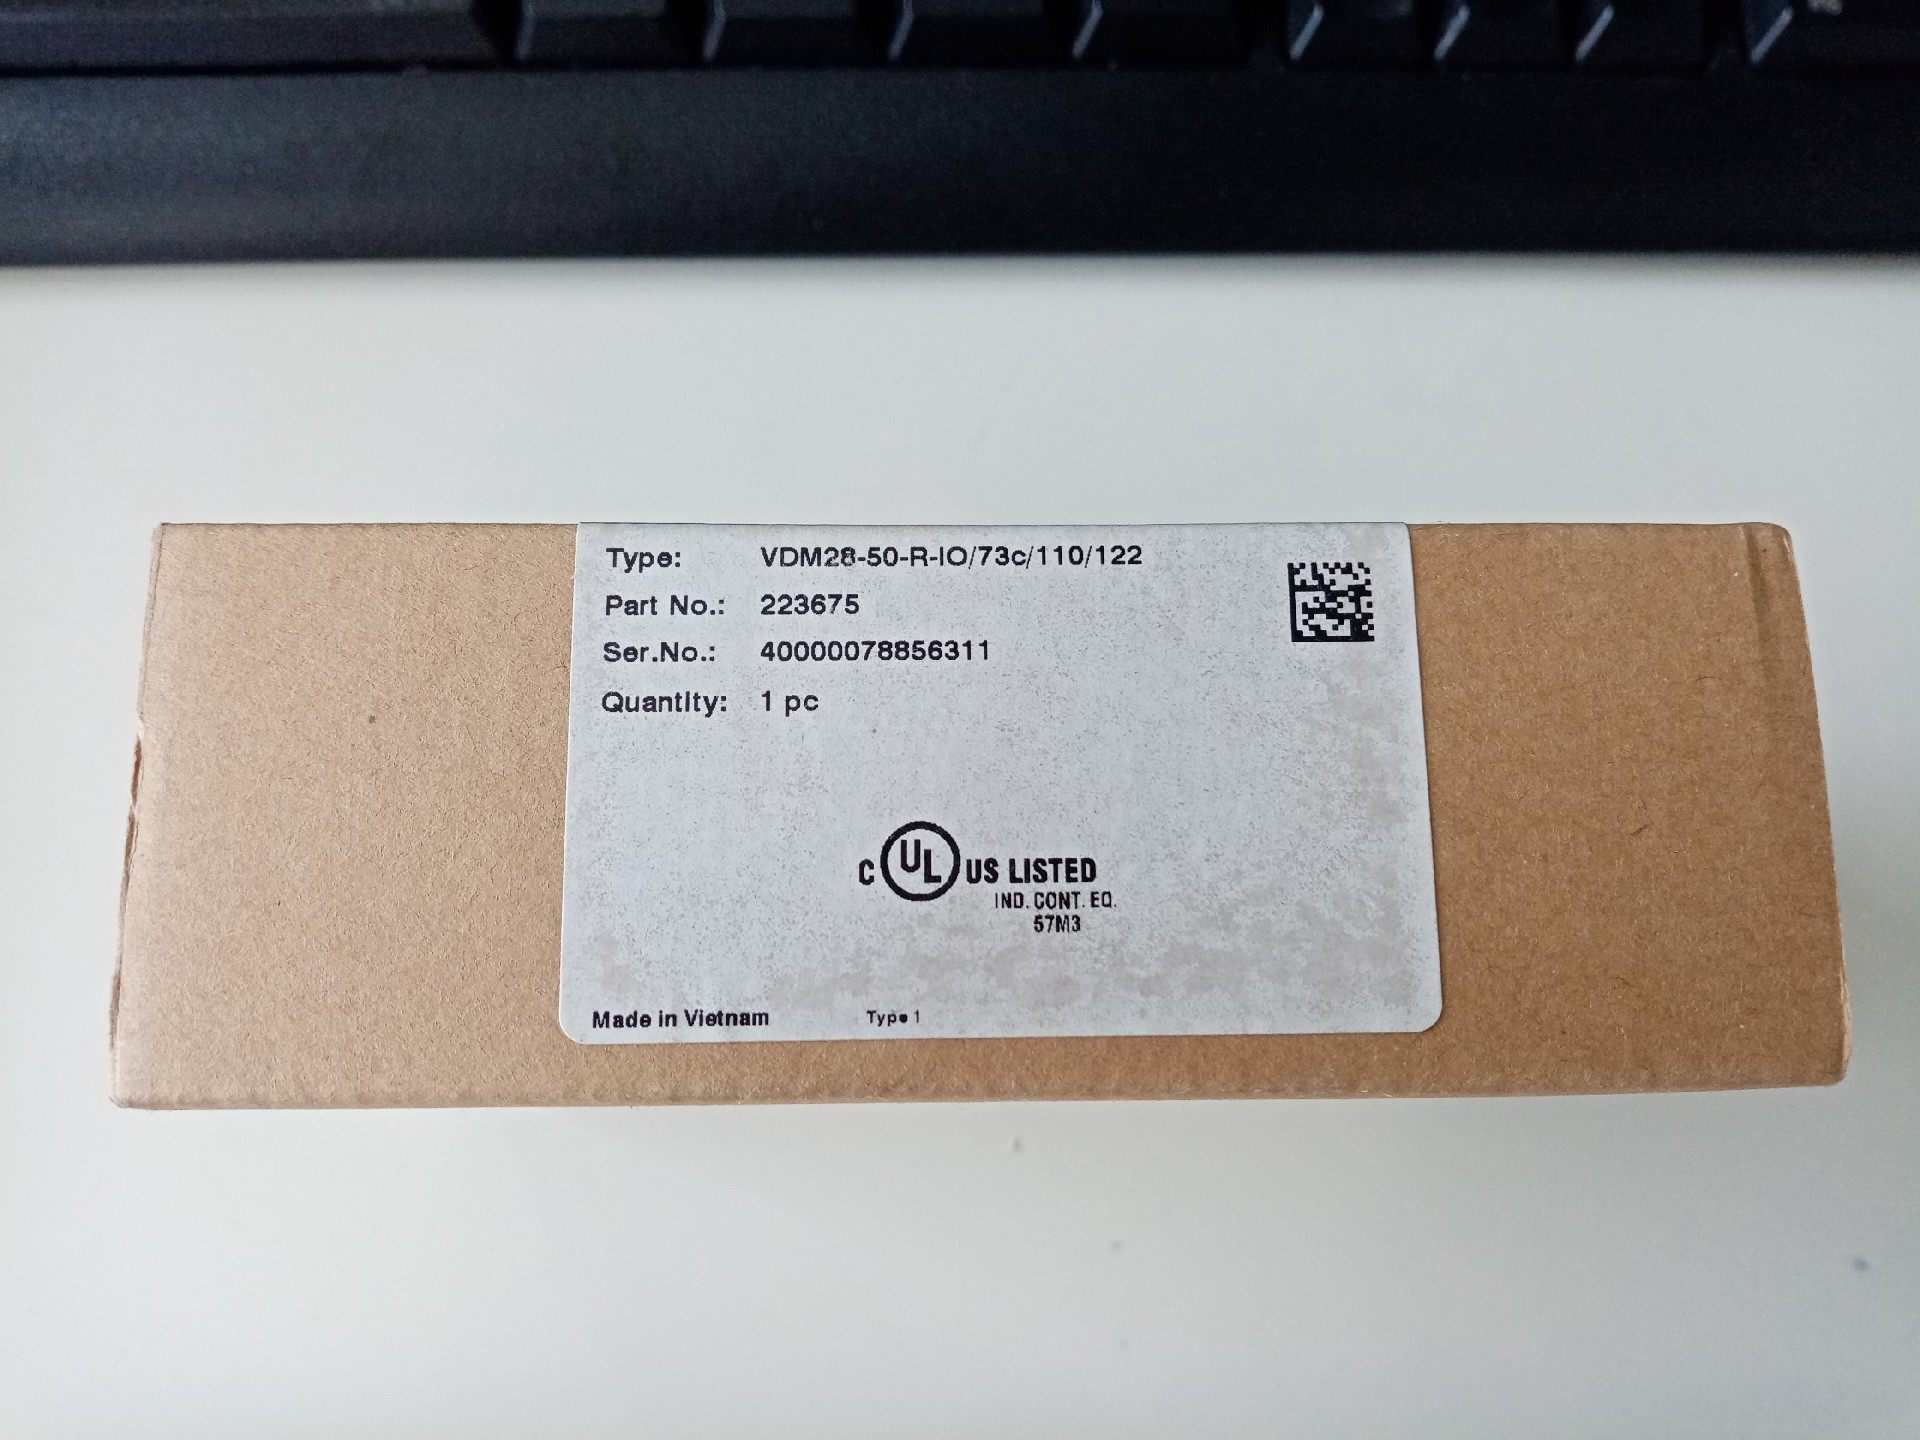 Type: VDM28-50-R-IO/73c/110/122
Part No.: 223675
Ser.No.: 40000078856311
Quantity: 1 pc
C UL US LISTED
IND. CONT. EQ.
57M3
Made in Vietnam Type 1